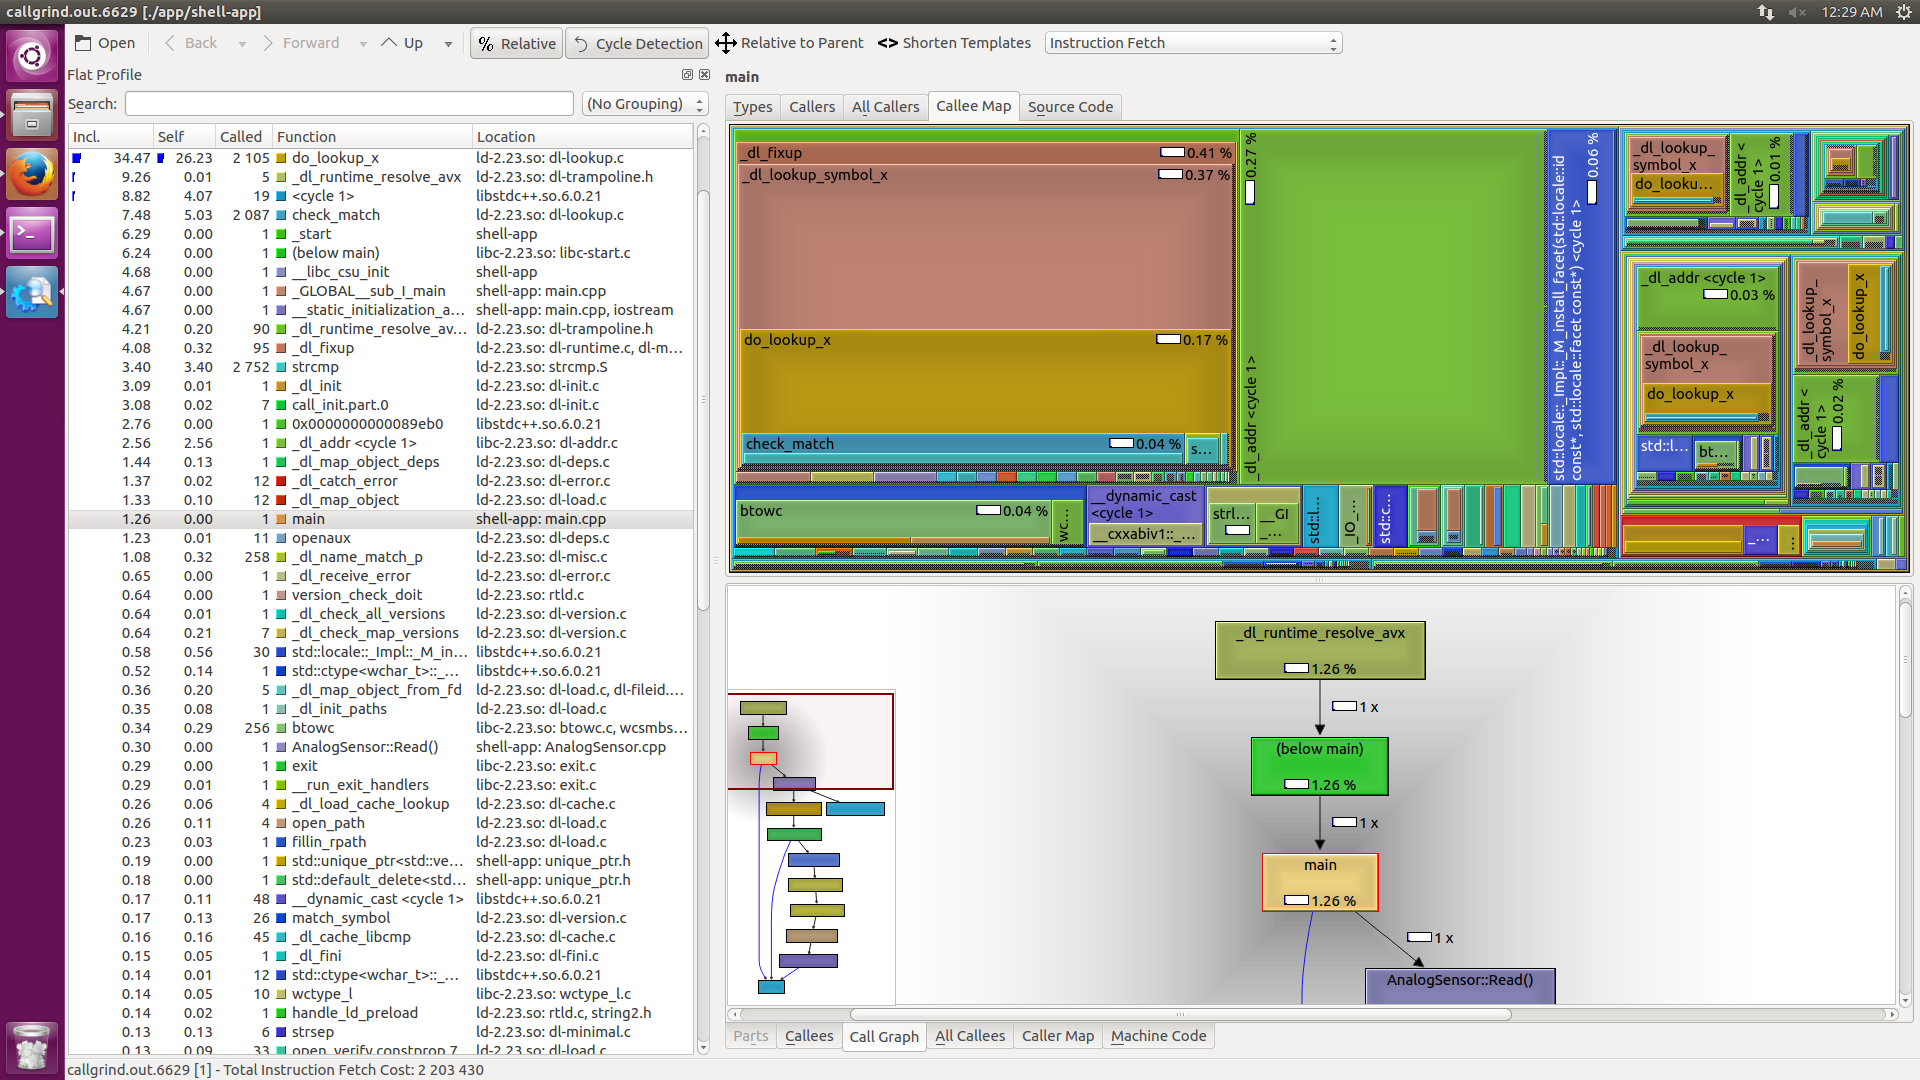 callgrind.out.6629 [./app/shell-app]
12:29 AM
Open
Back
Forward
Up
% Relative
Cycle Detection
Relative to Parent
<> Shorten Templates
Instruction Fetch
Flat Profile
Search:
(No Grouping)
Incl. Self Called Function Location
34.47 26.23 2 105 do_lookup_x ld-2.23.so: dl-lookup.c
9.26 0.01 5 _dl_runtime_resolve_avx ld-2.23.so: dl-trampoline.h
8.82 4.07 19 <cycle 1> libstdc++.so.6.0.21
7.48 5.03 2 087 check_match ld-2.23.so: dl-lookup.c
6.29 0.00 1 _start shell-app
6.24 0.00 1 (below main) libc-2.23.so: libc-start.c
4.68 0.00 1 __libc_csu_init shell-app
4.67 0.00 1 _GLOBAL__sub_I_main shell-app: main.cpp
4.67 0.00 1 __static_initialization_a... shell-app: main.cpp, iostream
4.21 0.20 90 _dl_runtime_resolve_av... ld-2.23.so: dl-trampoline.h
4.08 0.32 95 _dl_fixup ld-2.23.so: dl-runtime.c, dl-m...
3.40 3.40 2 752 strcmp ld-2.23.so: strcmp.S
3.09 0.01 1 _dl_init ld-2.23.so: dl-init.c
3.08 0.02 7 call_init.part.0 ld-2.23.so: dl-init.c
2.76 0.00 1 0x0000000000089eb0 libstdc++.so.6.0.21
2.56 2.56 1 _dl_addr <cycle 1> libc-2.23.so: dl-addr.c
1.44 0.13 1 _dl_map_object_deps ld-2.23.so: dl-deps.c
1.37 0.02 12 _dl_catch_error ld-2.23.so: dl-error.c
1.33 0.10 12 _dl_map_object ld-2.23.so: dl-load.c
1.26 0.00 1 main shell-app: main.cpp
1.23 0.01 11 openaux ld-2.23.so: dl-deps.c
1.08 0.32 258 _dl_name_match_p ld-2.23.so: dl-misc.c
0.65 0.00 1 _dl_receive_error ld-2.23.so: dl-error.c
0.64 0.00 1 version_check_doit ld-2.23.so: rtld.c
0.64 0.01 1 _dl_check_all_versions ld-2.23.so: dl-version.c
0.64 0.21 7 _dl_check_map_versions ld-2.23.so: dl-version.c
0.58 0.56 30 std::locale::_Impl::_M_in... libstdc++.so.6.0.21
0.52 0.14 1 std::ctype<wchar_t>::_... libstdc++.so.6.0.21
0.36 0.20 5 _dl_map_object_from_fd ld-2.23.so: dl-load.c, dl-fileid....
0.35 0.08 1 _dl_init_paths ld-2.23.so: dl-load.c
0.34 0.29 256 btowc libc-2.23.so: btowc.c, wcsmbs...
0.30 0.00 1 AnalogSensor::Read() shell-app: AnalogSensor.cpp
0.29 0.00 1 exit libc-2.23.so: exit.c
0.29 0.01 1 __run_exit_handlers libc-2.23.so: exit.c
0.26 0.06 4 _dl_load_cache_lookup ld-2.23.so: dl-cache.c
0.26 0.11 4 open_path ld-2.23.so: dl-load.c
0.23 0.03 1 fillin_rpath ld-2.23.so: dl-load.c
0.19 0.00 1 std::unique_ptr<std::ve... shell-app: unique_ptr.h
0.18 0.00 1 std::default_delete<std... shell-app: unique_ptr.h
0.17 0.11 48 __dynamic_cast <cycle 1> libstdc++.so.6.0.21
0.17 0.13 26 match_symbol ld-2.23.so: dl-version.c
0.16 0.16 45 _dl_cache_libcmp ld-2.23.so: dl-cache.c
0.15 0.05 1 _dl_fini ld-2.23.so: dl-fini.c
0.14 0.01 12 std::ctype<wchar_t>::_... libstdc++.so.6.0.21
0.14 0.05 10 wctype_l libc-2.23.so: wctype_l.c
0.14 0.02 1 handle_ld_preload ld-2.23.so: rtld.c, string2.h
0.13 0.13 6 strsep ld-2.23.so: dl-minimal.c
0.13 0.09 33 open_verify.constprop.7 ld-2.23.so: dl-load.c
main
Types
Callers
All Callers
Callee Map
Source Code
_dl_fixup 0.41 %
_dl_lookup_symbol_x 0.37 %
do_lookup_x 0.17 %
check_match 0.04 %
s...
_dl_addr <cycle 1> 0.27 %
std::locale::_Impl::_M_install_facet(std::locale::id
const*, std::locale::facet const*) <cycle 1>
0.06 %
btowc 0.04 %
wc...
__dynamic_cast
<cycle 1>
__cxxabiv1::_...
strl...
__GI
_...
std::l...
_IO_...
std::c...
_dl_lookup_
symbol_x
do_looku...
_dl_addr <
cycle 1>
0.01 %
_dl_addr <cycle 1>
0.03 %
_dl_lookup_
symbol_x
do_lookup_x
std::l...
bt...
_dl_lookup_
symbol_x
do_lookup_x
_dl_addr <
cycle 1>
0.02 %
_...
...
_dl_runtime_resolve_avx
1.26 %
1 x
(below main)
1.26 %
1 x
main
1.26 %
1 x
AnalogSensor::Read()
Parts
Callees
Call Graph
All Callees
Caller Map
Machine Code
callgrind.out.6629 [1] - Total Instruction Fetch Cost: 2 203 430